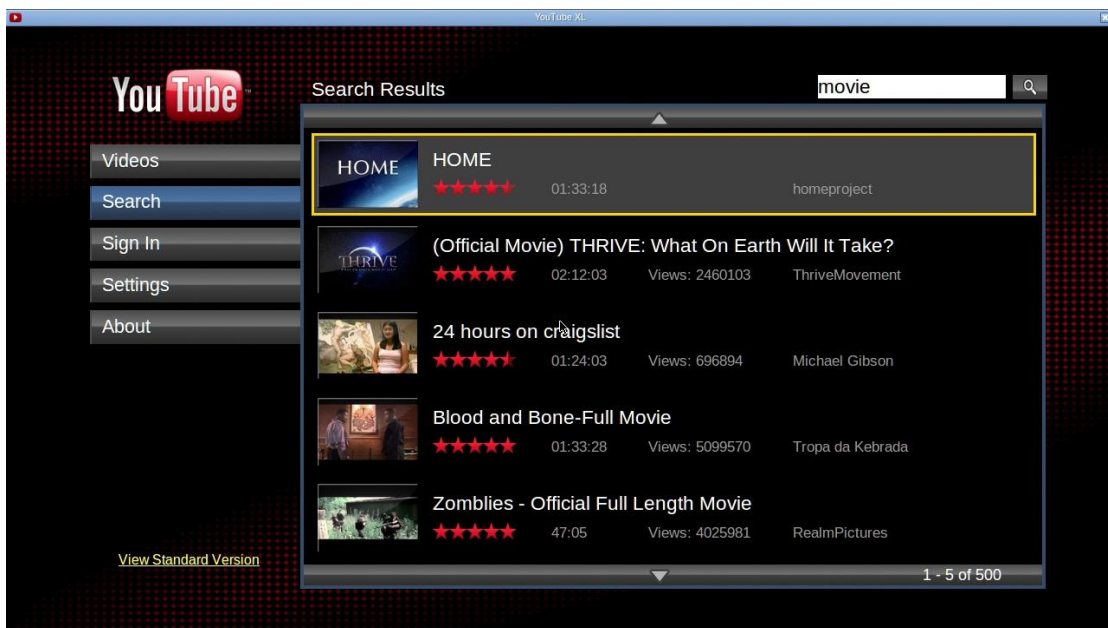 YouTube XL
You Tube
Search Results
movie
Videos
Search
Sign In
Settings
About
HOME
HOME
01:33:18 homeproject
THRIVE
(Official Movie) THRIVE: What On Earth Will It Take?
02:12:03 Views: 2460103 ThriveMovement
24 hours on craigslist
01:24:03 Views: 696894 Michael Gibson
Blood and Bone-Full Movie
01:33:28 Views: 5099570 Tropa da Kebrada
Zomblies - Official Full Length Movie
47:05 Views: 4025981 RealmPictures
View Standard Version
1 - 5 of 500